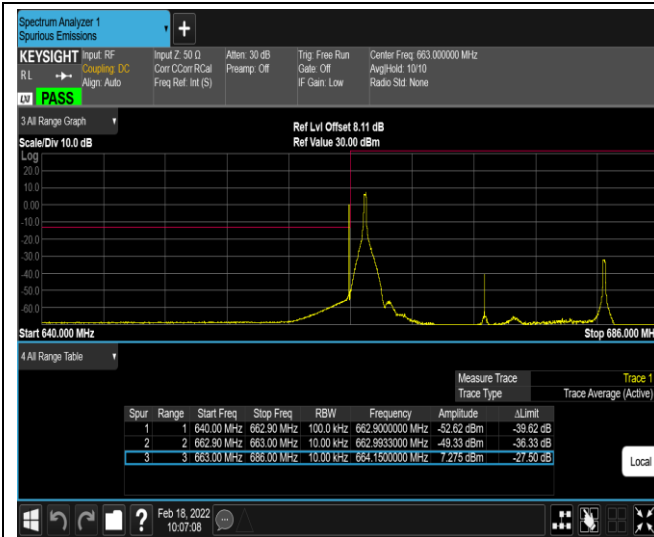 Spectrum Analyzer 1
Spurious Emissions
KEYSIGHT Input: RF Input Z: 50 Ω Atten: 30 dB Trig: Free Run Center Freq: 663.000000 MHz
RL Coupling: DC Corr CCorr RCal Preamp: Off Gate: Off Avg|Hold: 10/10
Align: Auto Freq Ref: Int (S) IF Gain: Low Radio Std: None
LXI PASS
3 All Range Graph
Ref Lvl Offset 8.11 dB
Scale/Div 10.0 dB Ref Value 30.00 dBm
Log
20.0
10.0
0.00
-10.0
-20.0
-30.0
-40.0
-50.0
-60.0
Start 640.000 MHz Stop 686.000 MH
4 All Range Table
Measure Trace Trace 1
Trace Type Trace Average (Active)
Spur Range Start Freq Stop Freq RBW Frequency Amplitude ΔLimit
1 1 640.00 MHz 662.90 MHz 100.0 kHz 662.9000000 MHz -52.62 dBm -39.62 dB
2 2 662.90 MHz 663.00 MHz 10.00 kHz 662.9933000 MHz -49.33 dBm -36.33 dB
3 3 663.00 MHz 686.00 MHz 10.00 kHz 664.1500000 MHz 7.275 dBm -27.50 dB
Local
Feb 18, 2022
10:07:08